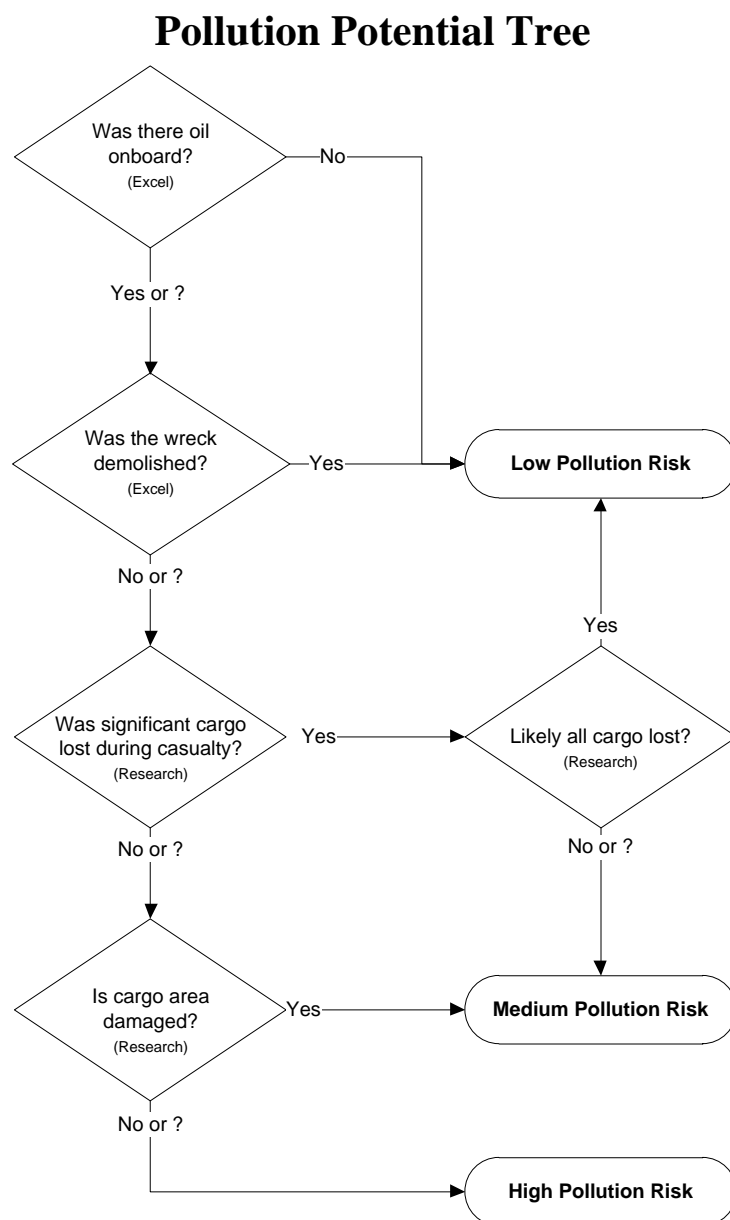 Pollution Potential Tree
Was there oil
onboard?
(Excel)
No
Yes or ?
Was the wreck
demolished?
(Excel)
Yes
Low Pollution Risk
No or ?
Yes
Was significant cargo
lost during casualty?
(Research)
Yes
Likely all cargo lost?
(Research)
No or ?
No or ?
Is cargo area
damaged?
(Research)
Yes
Medium Pollution Risk
No or ?
High Pollution Risk